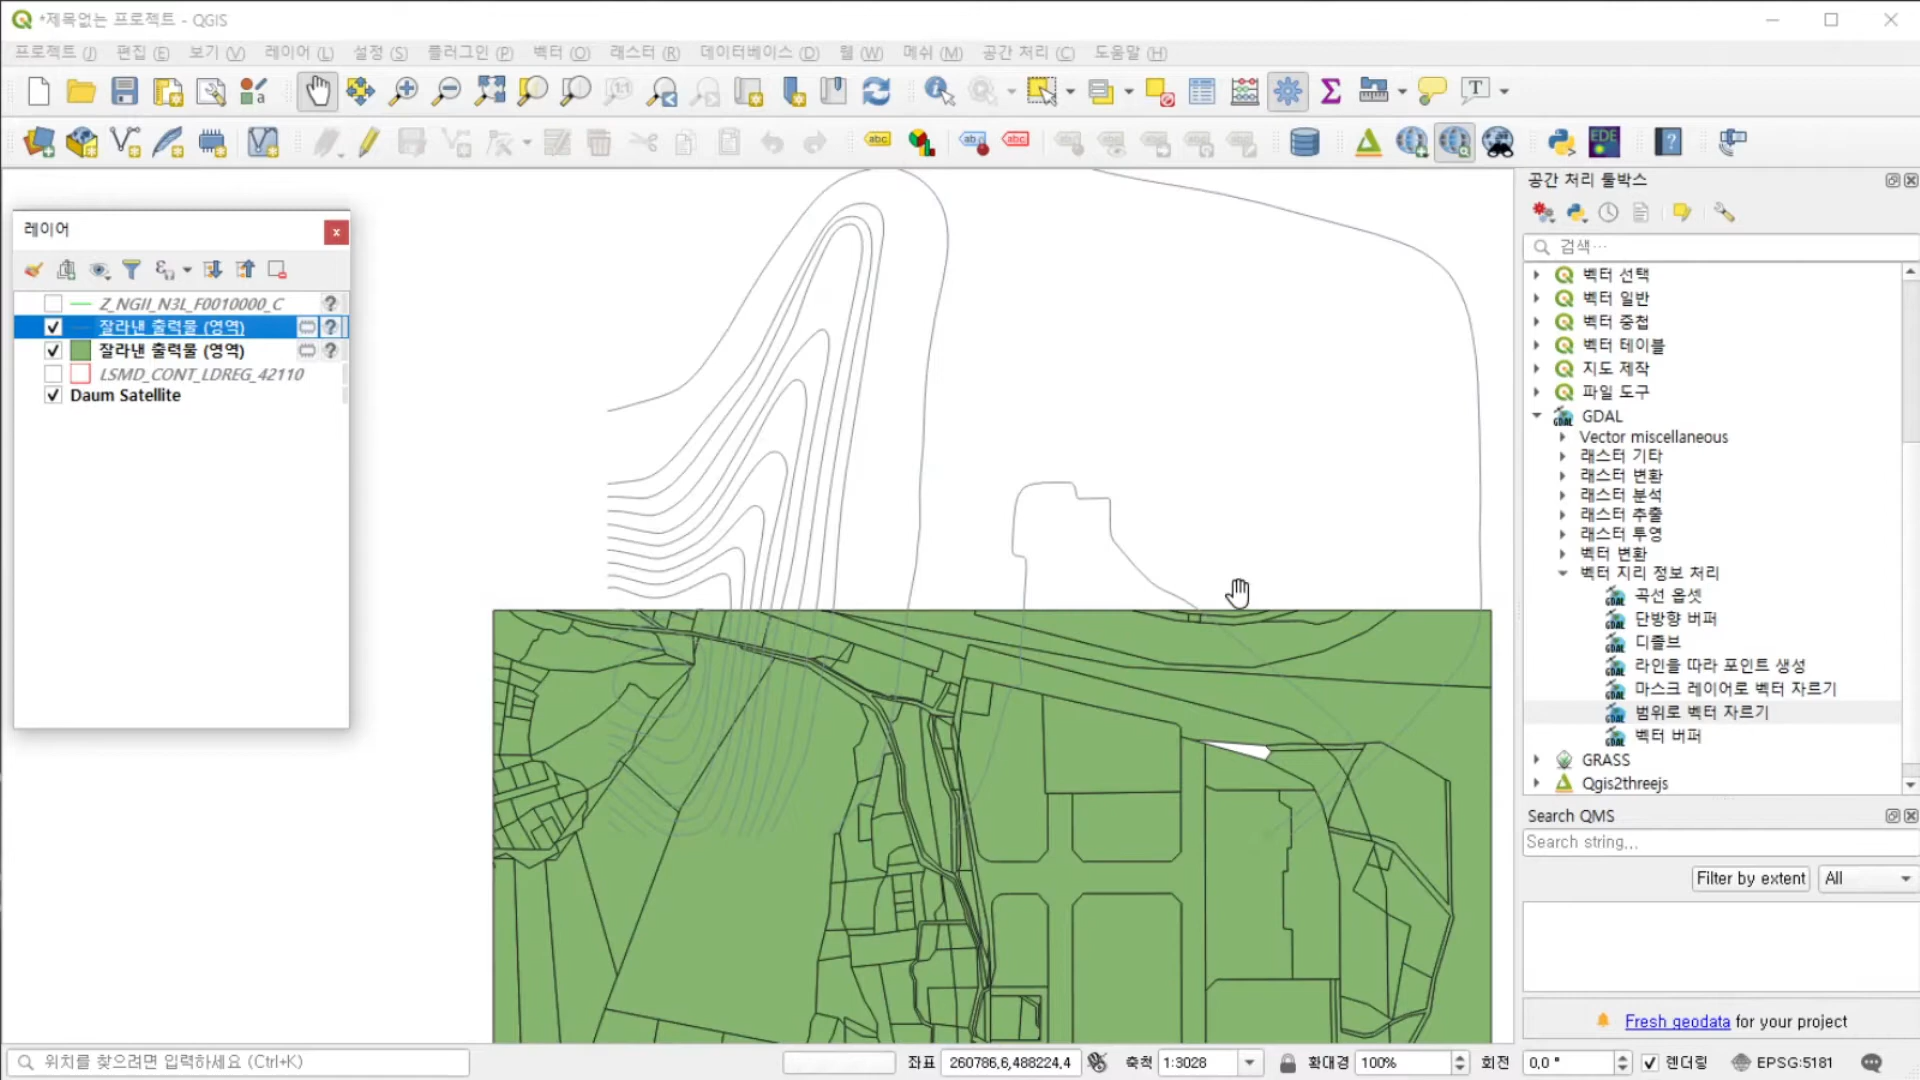 *제목없는 프로젝트 - QGIS
프로젝트 (J) 편집 (E) 보기 (V) 레이어 (L) 설정 (S) 플러그인 (P) 벡터 (O) 래스터 (R) 데이터베이스 (D) 웹 (W) 메쉬 (M) 공간 처리 (C) 도움말 (H)
레이어
Z_NGII_N3L_F0010000_C
잘라낸 출력물 (영역)
잘라낸 출력물 (영역)
LSMD_CONT_LDREG_42110
Daum Satellite
공간 처리 툴박스
검색…
벡터 선택
벡터 일반
벡터 중첩
벡터 테이블
지도 제작
파일 도구
GDAL
Vector miscellaneous
래스터 기타
래스터 변환
래스터 분석
래스터 추출
래스터 투영
벡터 변환
벡터 지리 정보 처리
곡선 옵셋
단방향 버퍼
디졸브
라인을 따라 포인트 생성
마스크 레이어로 벡터 자르기
범위로 벡터 자르기
벡터 버퍼
GRASS
Qgis2threejs
Search QMS
Search string...
Filter by extent All
Fresh geodata for your project
위치를 찾으려면 입력하세요 (Ctrl+K) 좌표 260786.6,488224.4 축척 1:3028 확대경 100% 회전 0.0 ° 렌더링 EPSG:5181